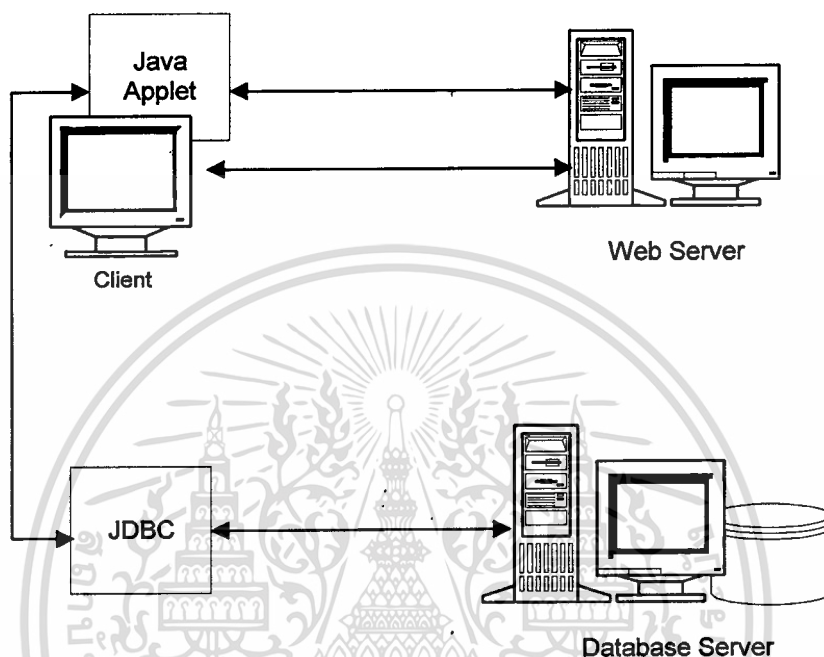 Java
Applet
Client
Web Server
JDBC
Database Server